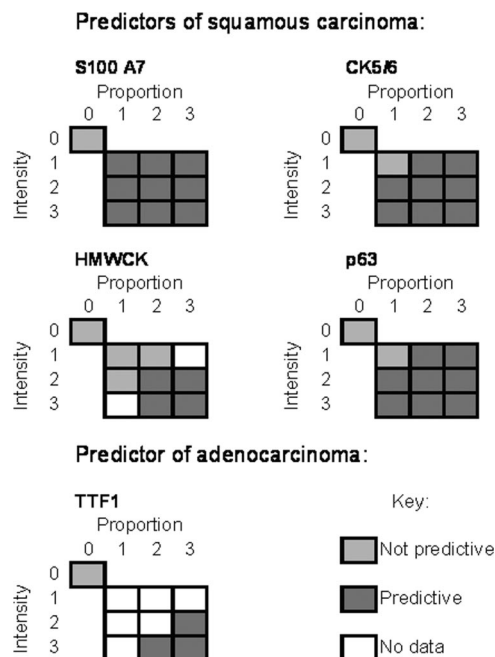 Predictors of squamous carcinoma:
S100 A7
Proportion
0 1 2 3
Intensity
0
1
2
3
CK5/6
Proportion
0 1 2 3
Intensity
0
1
2
3
HMWCK
Proportion
0 1 2 3
Intensity
0
1
2
3
p63
Proportion
0 1 2 3
Intensity
0
1
2
3
Predictor of adenocarcinoma:
TTF1
Proportion
0 1 2 3
Intensity
0
1
2
3
Key:
Not predictive
Predictive
No data